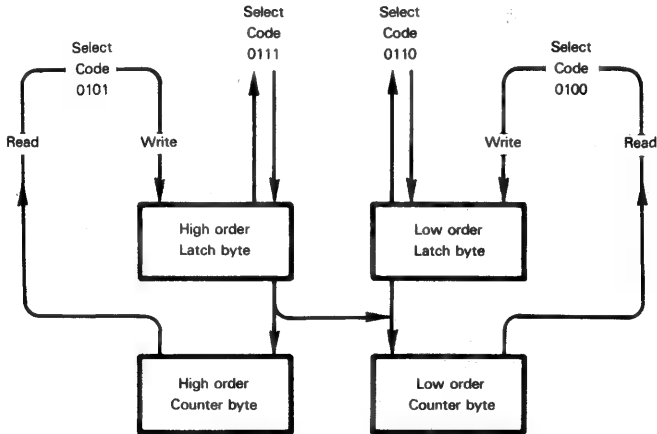 Select
Code
0101
Select
Code
0111
Select
Code
0110
Select
Code
0100
Read
Write
Write
Read
High order
Latch byte
Low order
Latch byte
High order
Counter byte
Low order
Counter byte